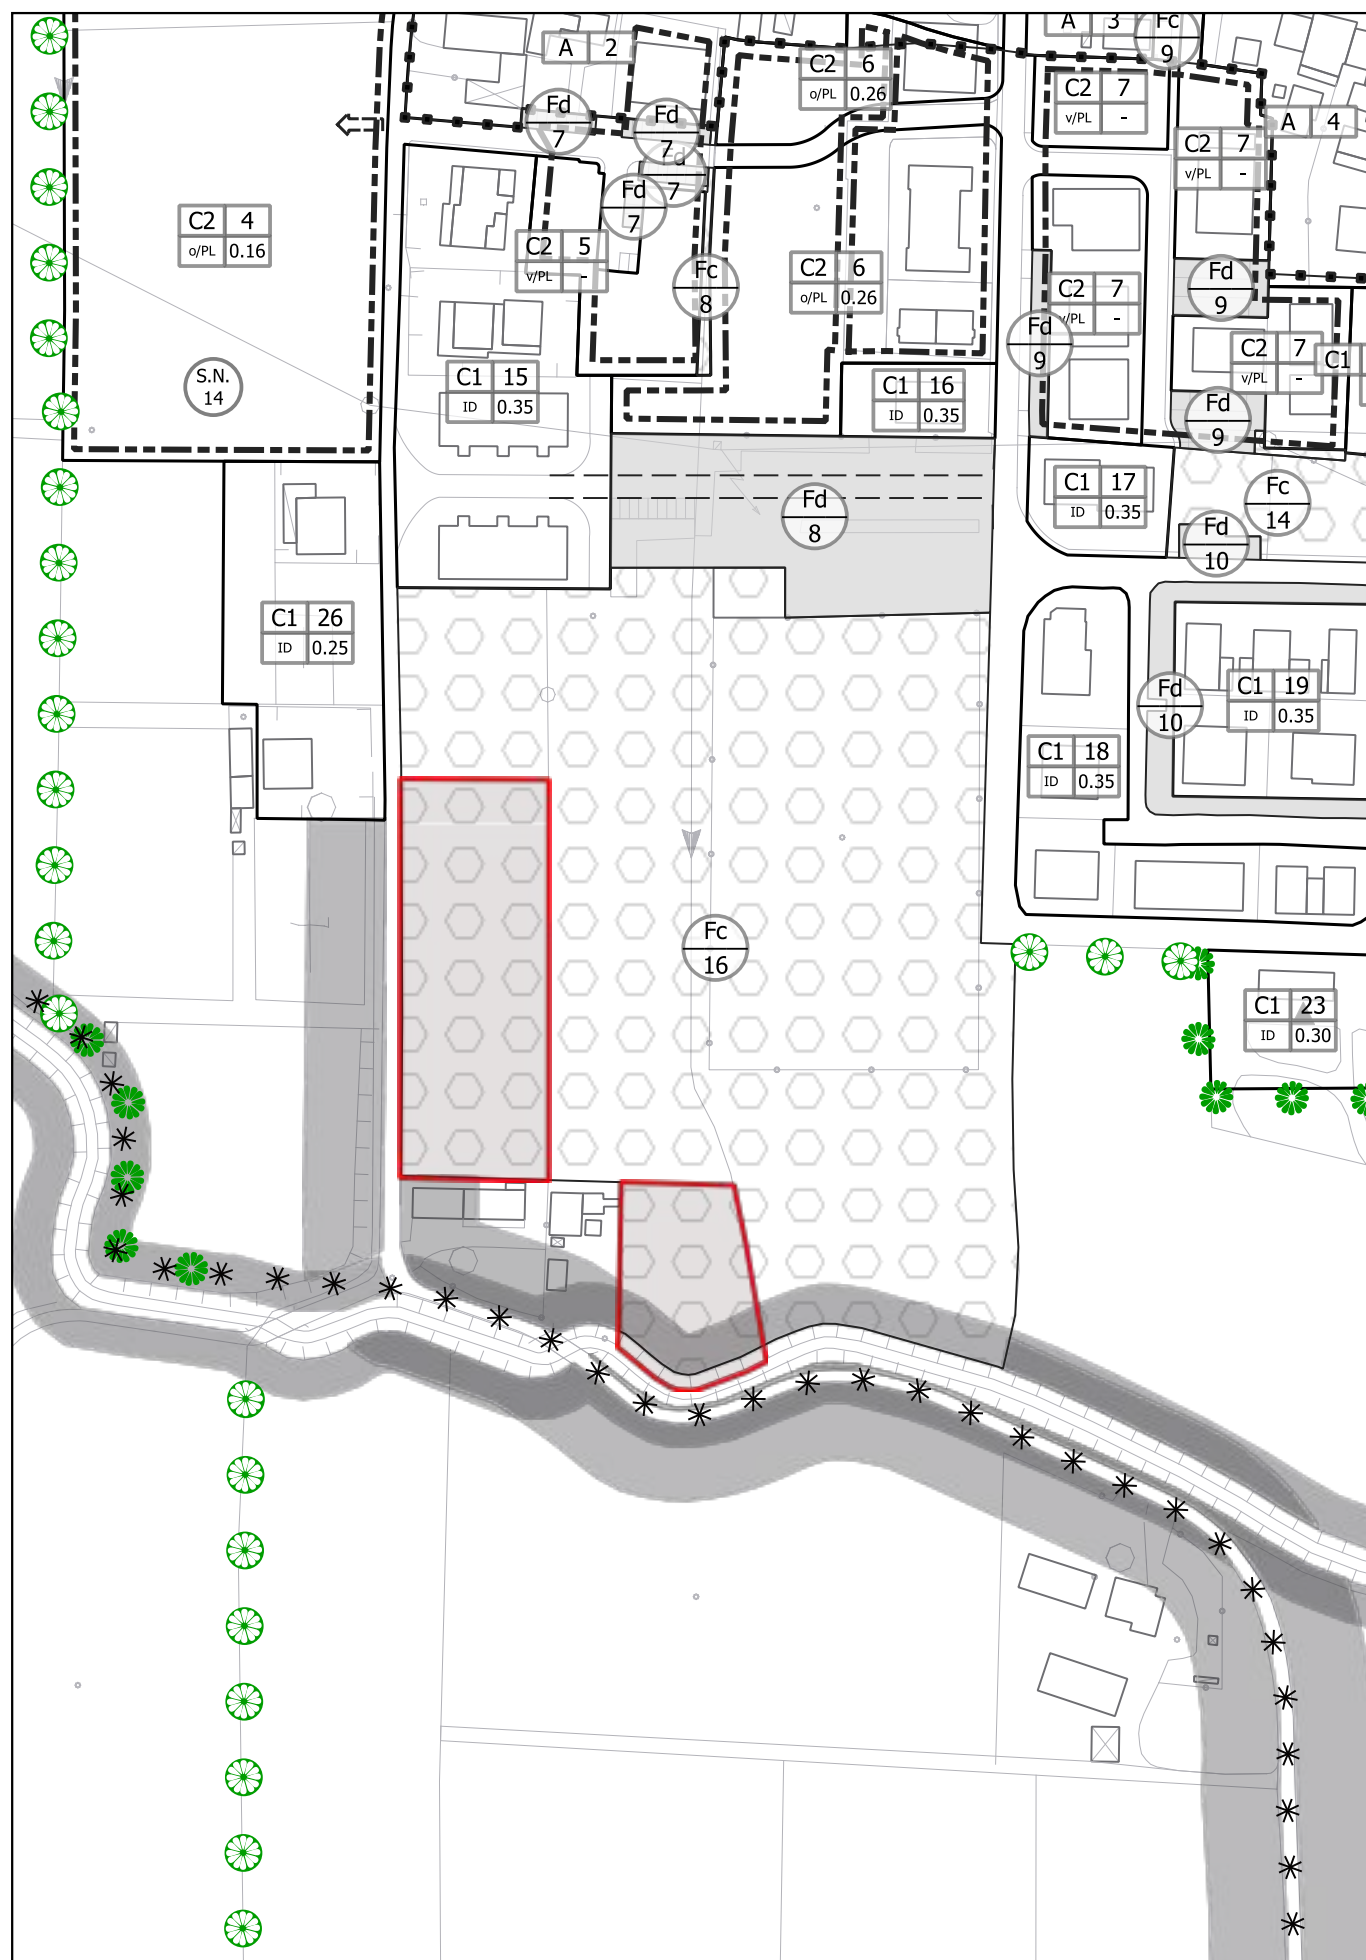 A 2
A 3
Fc
9
C2 6
o/PL 0.26
C2 7
v/PL -
Fd
7
Fd
7
A 4
C2 7
v/PL -
Fd
7
Fd
7
C2 4
o/PL 0.16
C2 5
v/PL -
Fc
8
C2 6
o/PL 0.26
Fd
9
C2 7
v/PL -
Fd
9
C2 7
v/PL -
C1
S.N.
14
C1 15
ID 0.35
C1 16
ID 0.35
Fd
9
C1 17
ID 0.35
Fc
14
Fd
8
Fd
10
C1 26
ID 0.25
Fd
10
C1 19
ID 0.35
C1 18
ID 0.35
Fc
16
C1 23
ID 0.30